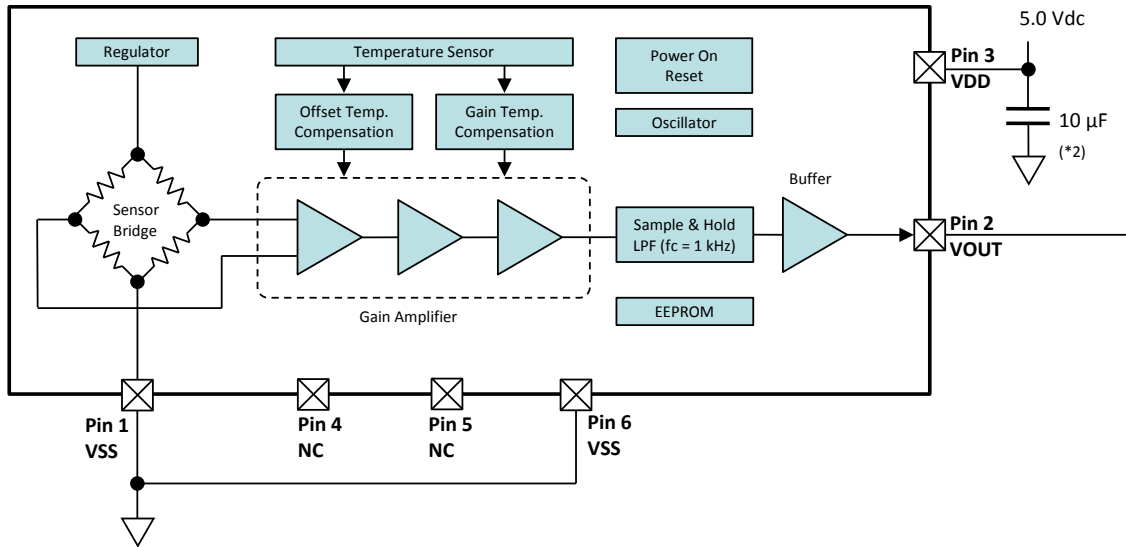 5.0 Vdc
Regulator
Temperature Sensor
Power On
Reset
Pin 3
VDD
Offset Temp.
Compensation
Gain Temp.
Compensation
Oscillator
10 µF
(*2)
Sensor
Bridge
Buffer
Sample & Hold
LPF (fc = 1 kHz)
Pin 2
VOUT
Gain Amplifier
EEPROM
Pin 1
VSS
Pin 4
NC
Pin 5
NC
Pin 6
VSS